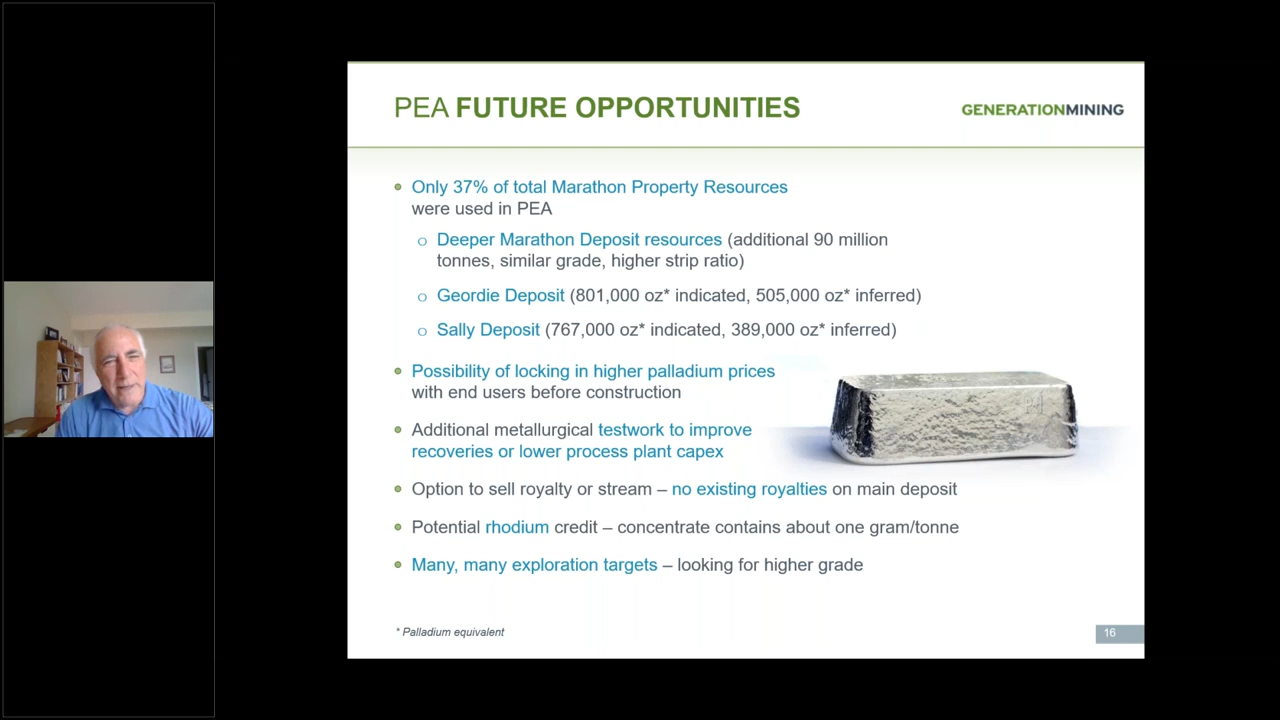 PEA FUTURE OPPORTUNITIES
GENERATIONMINING
Only 37% of total Marathon Property Resources
were used in PEA
Deeper Marathon Deposit resources (additional 90 million
tonnes, similar grade, higher strip ratio)
Geordie Deposit (801,000 oz* indicated, 505,000 oz* inferred)
Sally Deposit (767,000 oz* indicated, 389,000 oz* inferred)
Possibility of locking in higher palladium prices
with end users before construction
Additional metallurgical testwork to improve
recoveries or lower process plant capex
Option to sell royalty or stream – no existing royalties on main deposit
Potential rhodium credit – concentrate contains about one gram/tonne
Many, many exploration targets – looking for higher grade
* Palladium equivalent
16